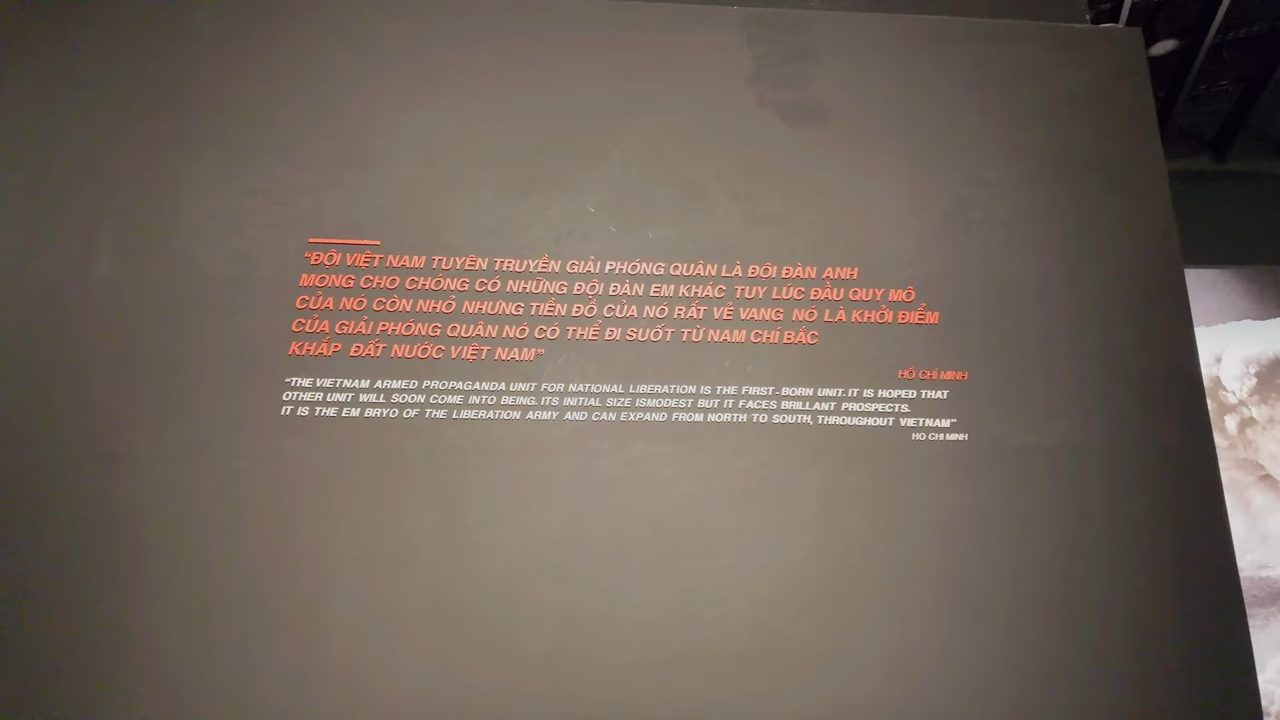 “ĐỘI VIỆT NAM TUYÊN TRUYỀN GIẢI PHÓNG QUÂN LÀ ĐỘI ĐÀN ANH
MONG CHO CHÓNG CÓ NHỮNG ĐỘI ĐÀN EM KHÁC TUY LÚC ĐẦU QUY MÔ
CỦA NÓ CÒN NHỎ NHƯNG TIỀN ĐỒ CỦA NÓ RẤT VẺ VANG NÓ LÀ KHỞI ĐIỂM
CỦA GIẢI PHÓNG QUÂN NÓ CÓ THỂ ĐI SUỐT TỪ NAM CHÍ BẮC
KHẮP ĐẤT NƯỚC VIỆT NAM”
HỒ CHÍ MINH
“THE VIETNAM ARMED PROPAGANDA UNIT FOR NATIONAL LIBERATION IS THE FIRST-BORN UNIT. IT IS HOPED THAT
OTHER UNIT WILL SOON COME INTO BEING. ITS INITIAL SIZE ISMODEST BUT IT FACES BRILLANT PROSPECTS.
IT IS THE EM BRYO OF THE LIBERATION ARMY AND CAN EXPAND FROM NORTH TO SOUTH, THROUGHOUT VIETNAM”
HO CHI MINH